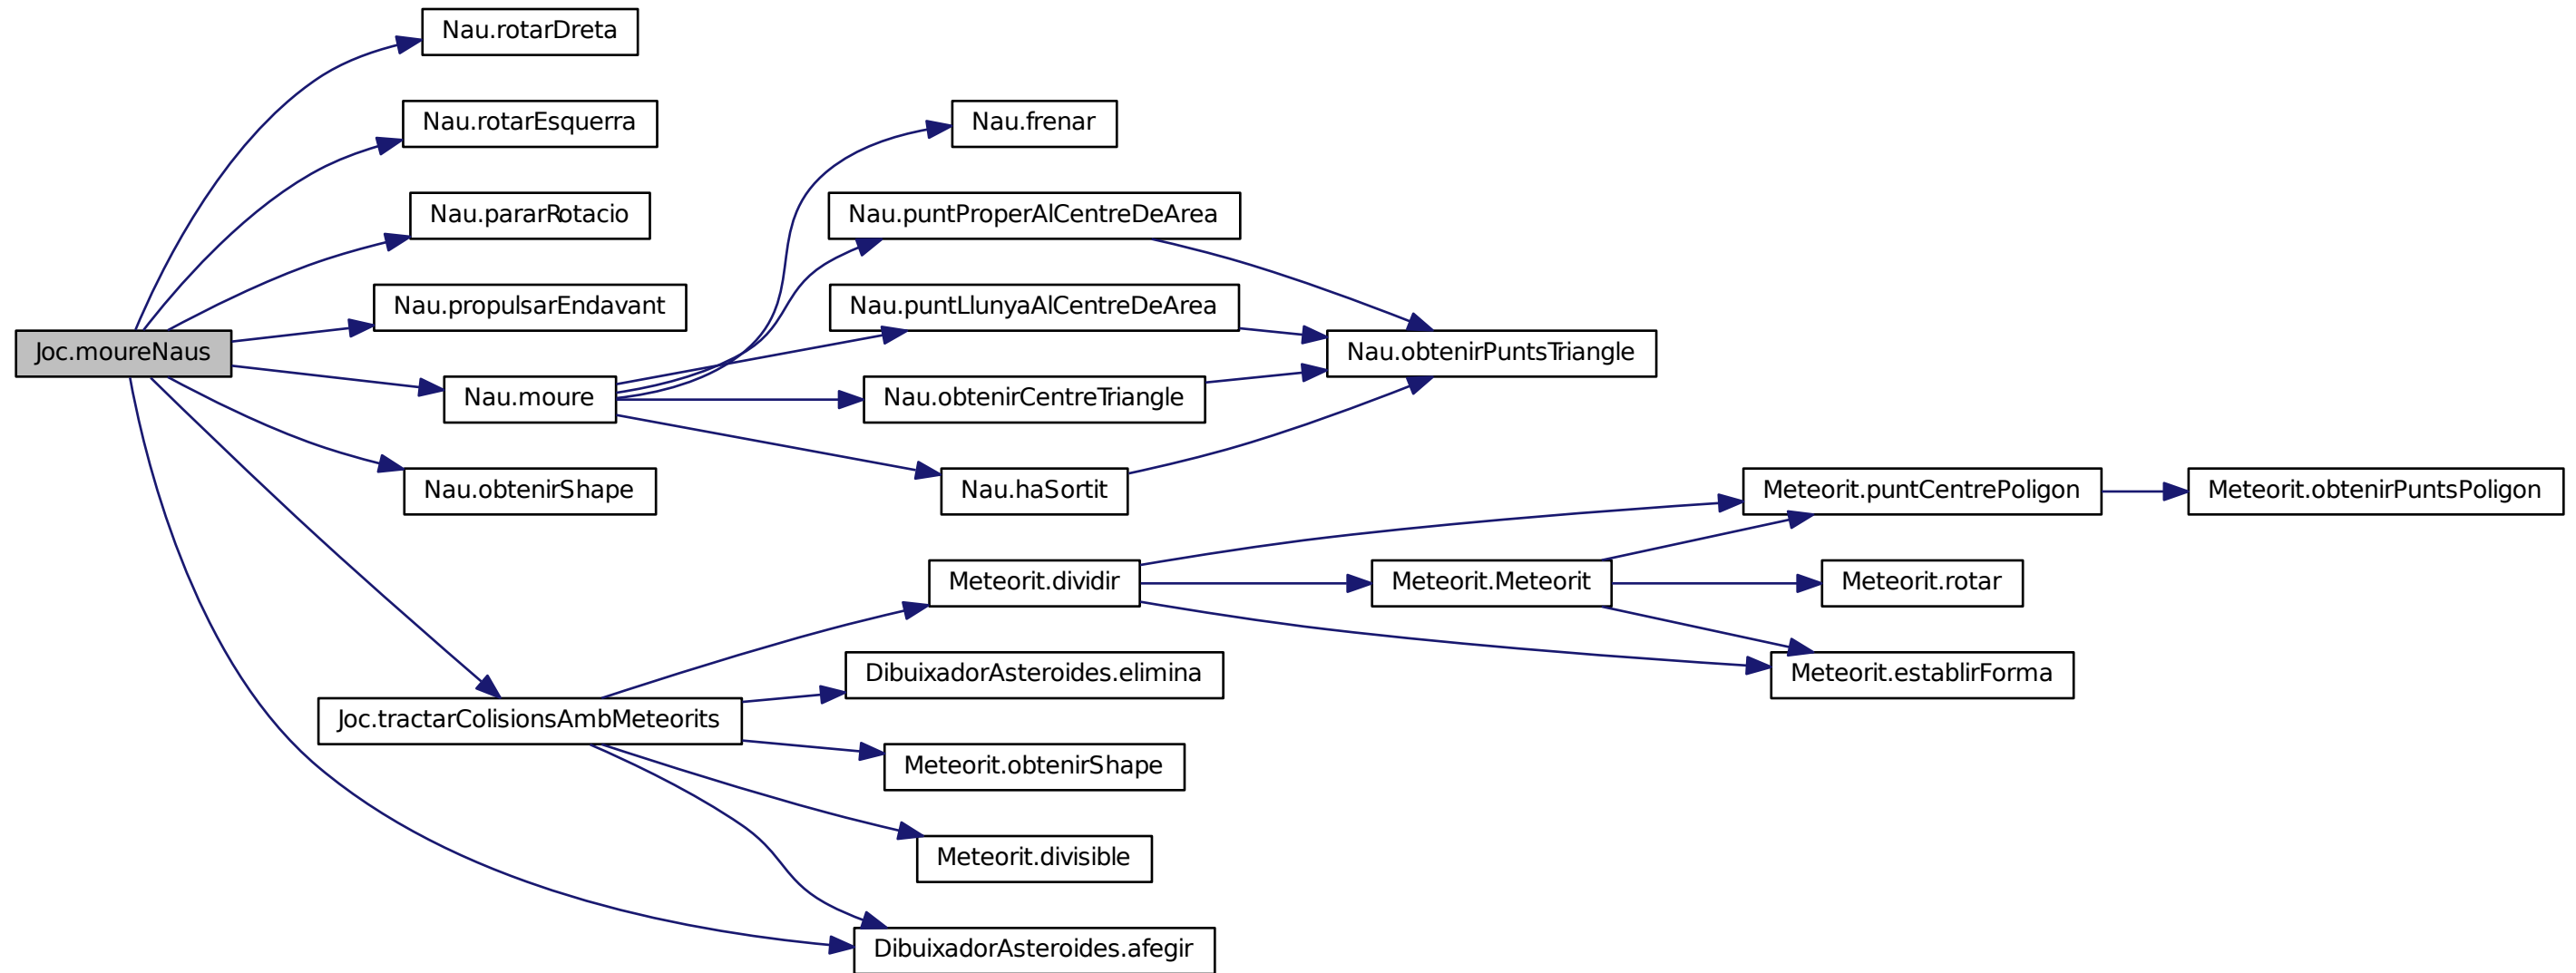 Nau.rotarDreta
Nau.rotarEsquerra
Nau.frenar
Nau.pararRotacio
Nau.puntProperAlCentreDeArea
Nau.propulsarEndavant
Nau.puntLlunyaAlCentreDeArea
Joc.moureNaus
Nau.obtenirPuntsTriangle
Nau.moure
Nau.obtenirCentreTriangle
Nau.obtenirShape
Nau.haSortit
Meteorit.puntCentrePoligon
Meteorit.obtenirPuntsPoligon
Meteorit.dividir
Meteorit.Meteorit
Meteorit.rotar
DibuixadorAsteroides.elimina
Meteorit.establirForma
Joc.tractarColisionsAmbMeteorits
Meteorit.obtenirShape
Meteorit.divisible
DibuixadorAsteroides.afegir